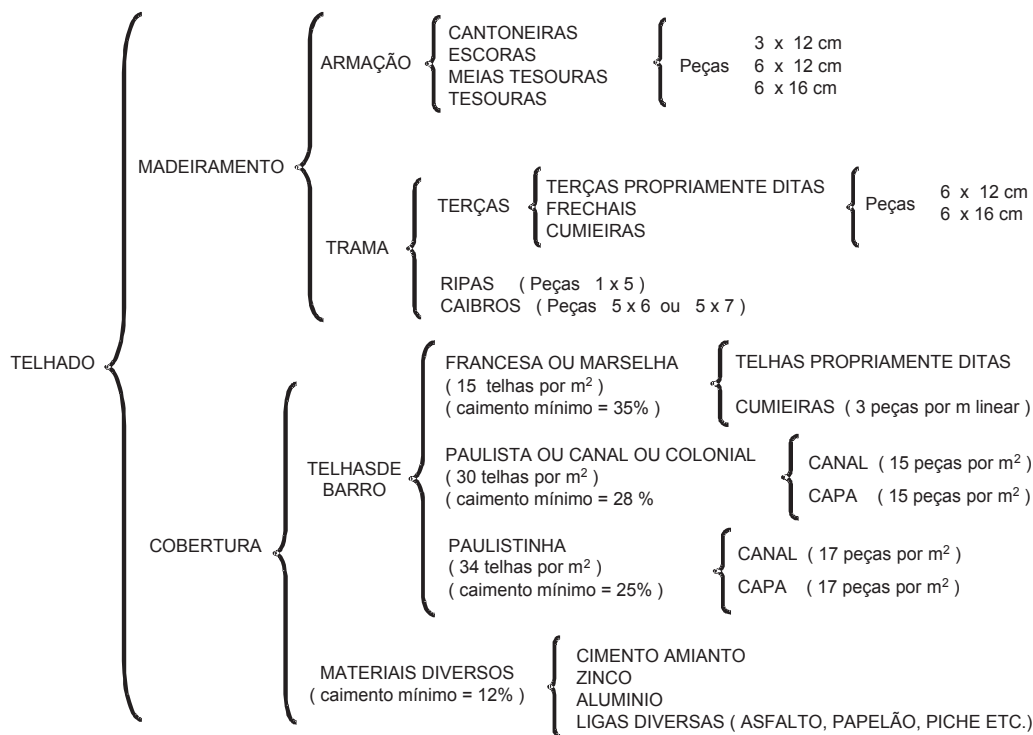 TELHADO
MADEIRAMENTO
ARMAÇÃO
CANTONEIRAS
ESCORAS
MEIAS TESOURAS
TESOURAS
Peças
3 x 12 cm
6 x 12 cm
6 x 16 cm
TRAMA
TERÇAS
TERÇAS PROPRIAMENTE DITAS
FRECHAIS
CUMIEIRAS
Peças
6 x 12 cm
6 x 16 cm
RIPAS ( Peças 1 x 5 )
CAIBROS ( Peças 5 x 6 ou 5 x 7 )
COBERTURA
TELHASDE
BARRO
FRANCESA OU MARSELHA
( 15 telhas por m² )
( caimento mínimo = 35% )
TELHAS PROPRIAMENTE DITAS
CUMIEIRAS ( 3 peças por m linear )
PAULISTA OU CANAL OU COLONIAL
( 30 telhas por m² )
( caimento mínimo = 28 %
CANAL ( 15 peças por m² )
CAPA ( 15 peças por m² )
PAULISTINHA
( 34 telhas por m² )
( caimento mínimo = 25% )
CANAL ( 17 peças por m² )
CAPA ( 17 peças por m² )
MATERIAIS DIVERSOS
( caimento mínimo = 12% )
CIMENTO AMIANTO
ZINCO
ALUMINIO
LIGAS DIVERSAS ( ASFALTO, PAPELÃO, PICHE ETC.)